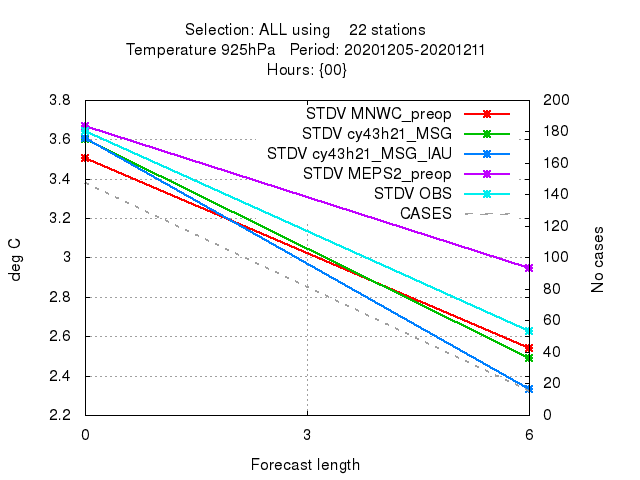 Selection: ALL using    22 stations
Temperature 925hPa   Period: 20201205-20201211
Hours: {00}
3.8
3.6
3.4
3.2
3
2.8
2.6
2.4
2.2
200
180
160
140
120
100
80
60
40
20
0
STDV MNWC_preop
STDV cy43h21_MSG
STDV cy43h21_MSG_IAU
STDV MEPS2_preop
STDV OBS
CASES
deg C
No cases
0
3
6
Forecast length